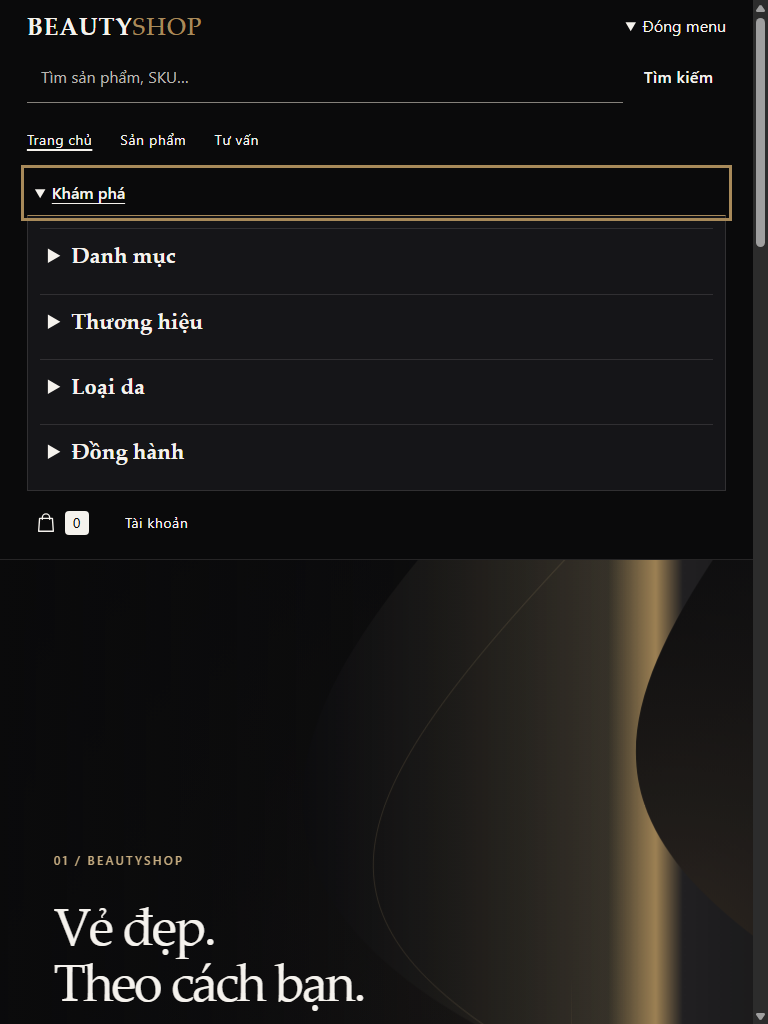 BEAUTYSHOP
▼ Đóng menu
Tìm sản phẩm, SKU...
Tìm kiếm
Trang chủ Sản phẩm Tư vấn
▼ Khám phá
▶ Danh mục
▶ Thương hiệu
▶ Loại da
▶ Đồng hành
0 Tài khoản
01 / BEAUTYSHOP
Vẻ đẹp.
Theo cách bạn.